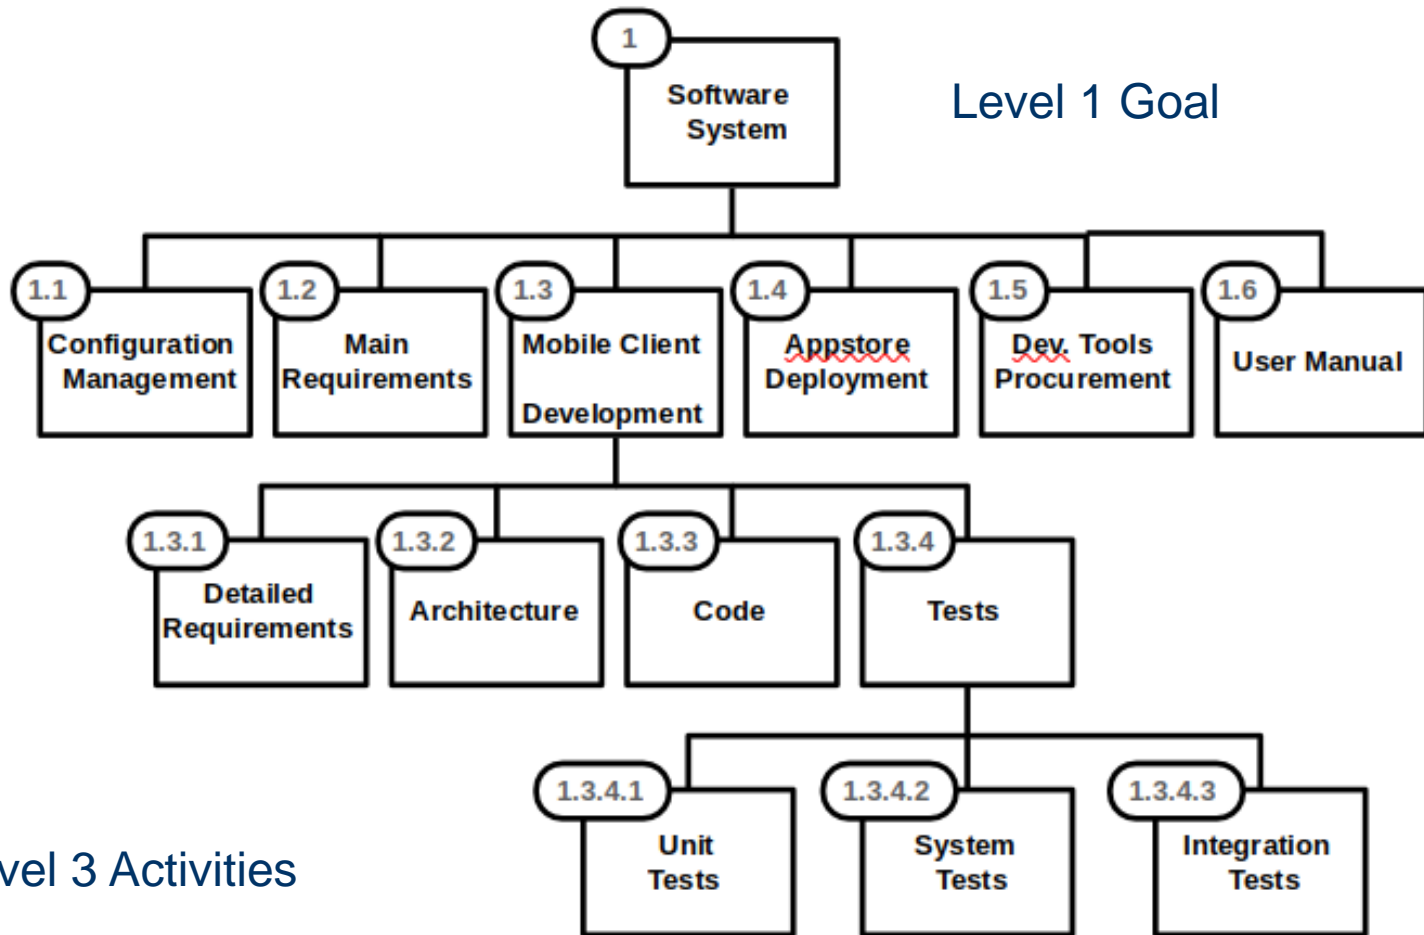 1
Software
System
Level 1 Goal
1.1
1.2
1.3
1.4
1.5
1.6
Configuration
Management
Main
Requirements
Mobile Client
Development
Appstore
Deployment
Dev. Tools
Procurement
User Manual
1.3.1
1.3.2
1.3.3
1.3.4
Detailed
Requirements
Architecture
Code
Tests
1.3.4.1
1.3.4.2
1.3.4.3
Unit
Tests
System
Tests
Integration
Tests
vel 3 Activities